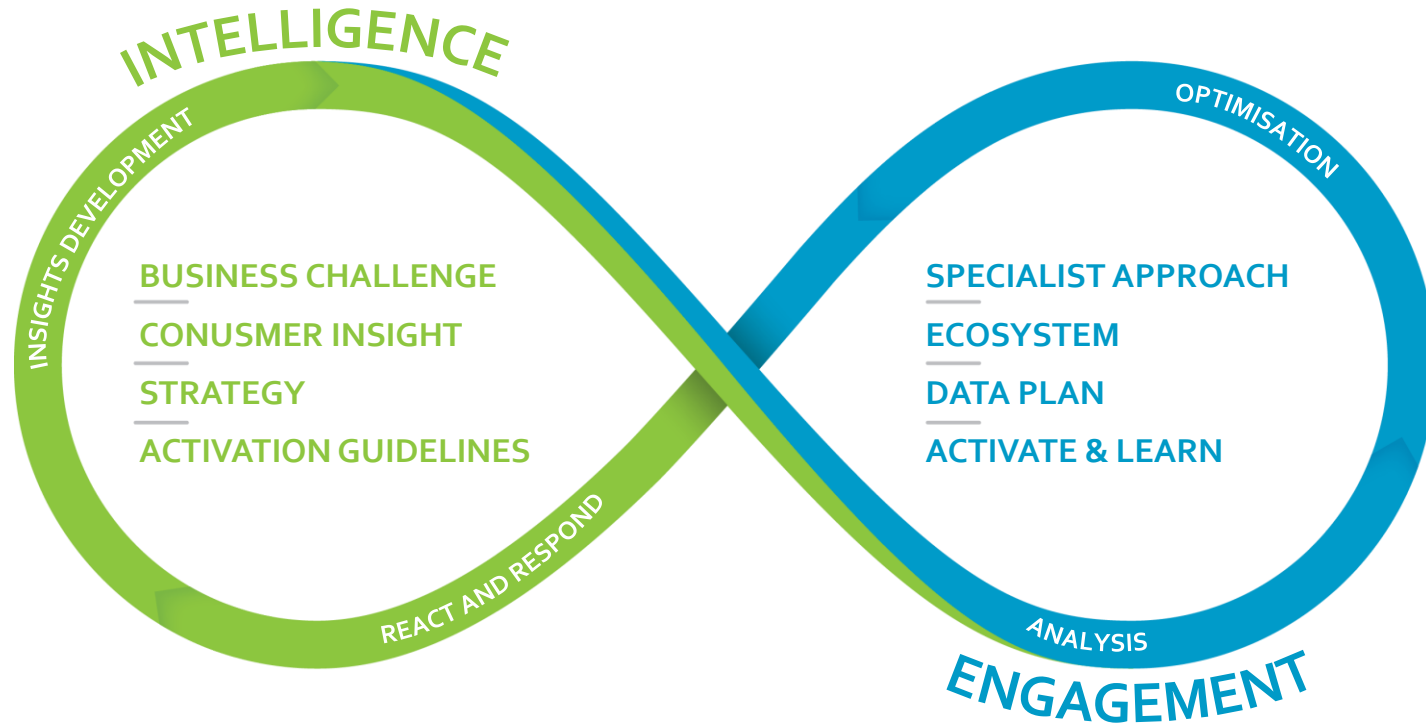 INTELLIGENCE
INSIGHTS DEVELOPMENT
BUSINESS CHALLENGE
CONUSMER INSIGHT
STRATEGY
ACTIVATION GUIDELINES
REACT AND RESPOND
OPTIMISATION
SPECIALIST APPROACH
ECOSYSTEM
DATA PLAN
ACTIVATE & LEARN
ANALYSIS
ENGAGEMENT